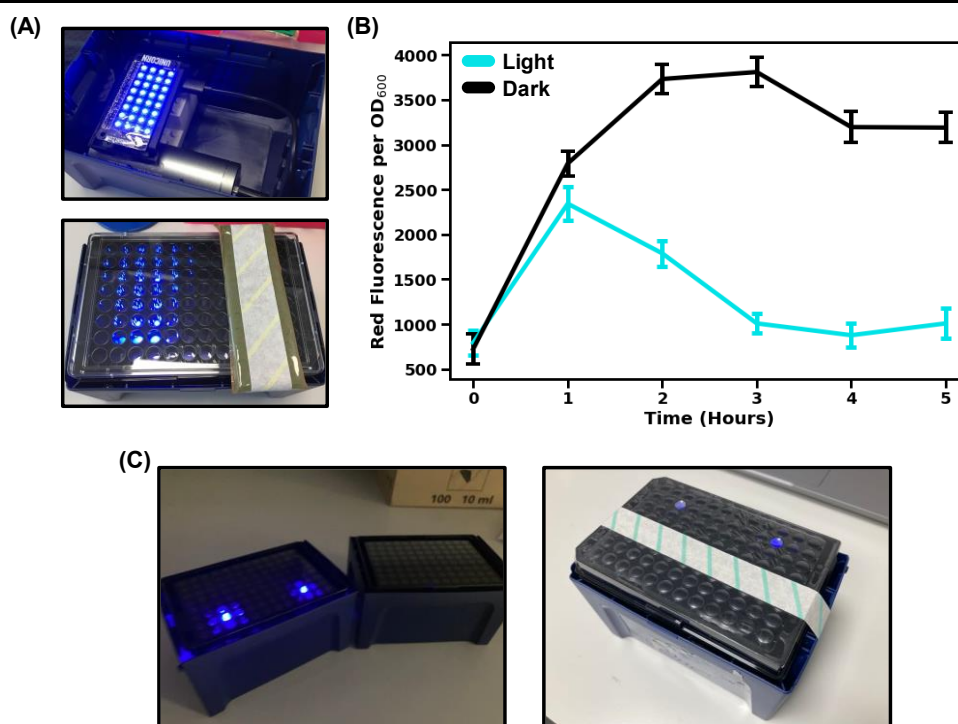 (A)
UNICORN
(B)
Light
Dark
Red Fluorescence per OD600
4000
3500
3000
2500
2000
1500
1000
500
0 1 2 3 4 5
Time (Hours)
(C)
100 10 ml